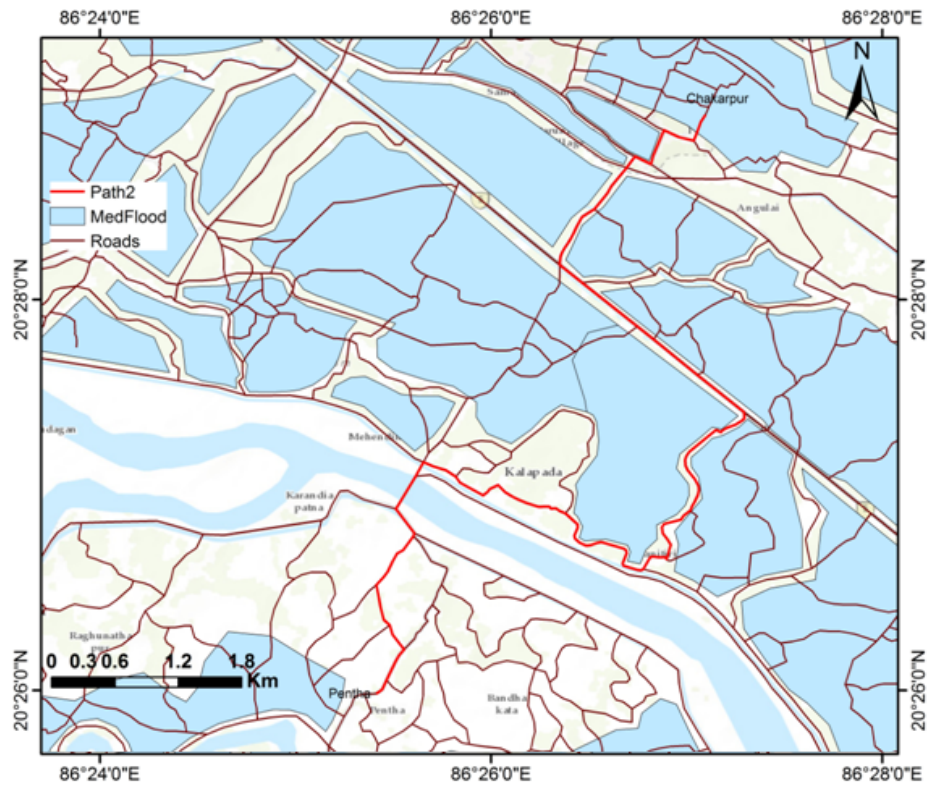 86°24'0"E 86°26'0"E 86°28'0"E
N
Chakarpur
Path2
MedFlood
Roads
Angulai
20°28'0"N 20°28'0"N
Kalapada
Karandia
patna
Raghunatha
pur
0 0.3 0.6 1.2 1.8
Km
Pentha
Pentha
Bandha
kata
20°26'0"N 20°26'0"N
86°24'0"E 86°26'0"E 86°28'0"E